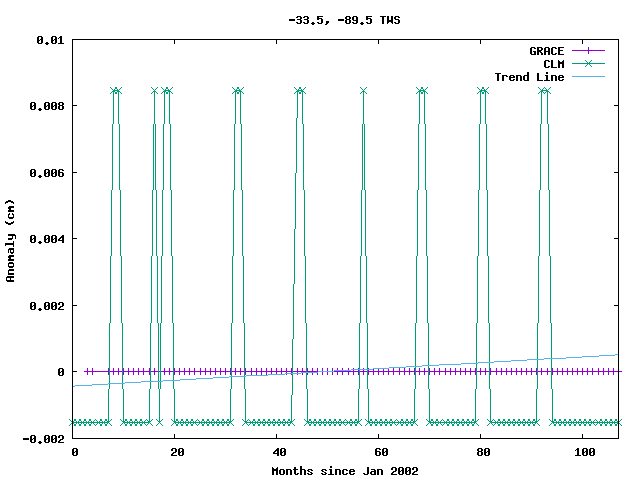 -33.5, -89.5 TWS
GRACE
CLM
Trend Line
0.01
0.008
0.006
0.004
0.002
0
-0.002
Anomaly (cm)
0 20 40 60 80 100
Months since Jan 2002